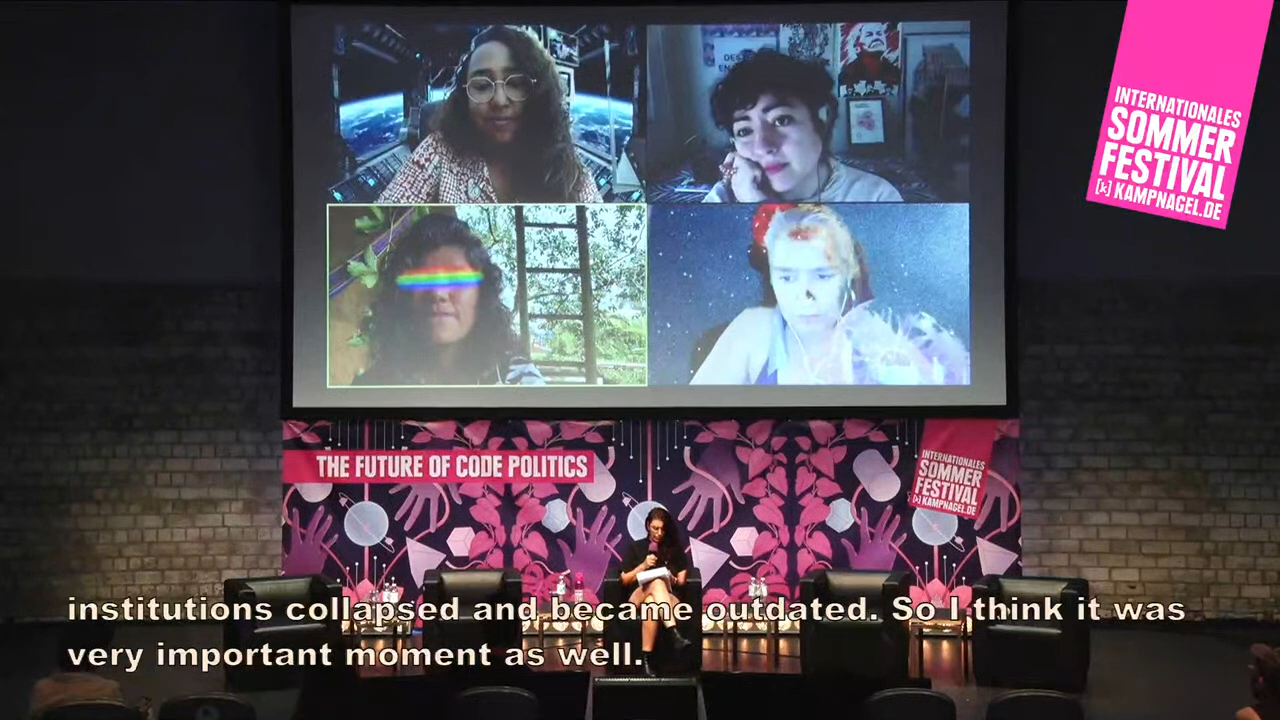 INTERNATIONALES
SOMMER
FESTIVAL
[k] KAMPNAGEL.DE
THE FUTURE OF CODE POLITICS
INTERNATIONALES
SOMMER
FESTIVAL
[k] KAMPNAGEL.DE
institutions collapsed and became outdated. So I think it was
very important moment as well.